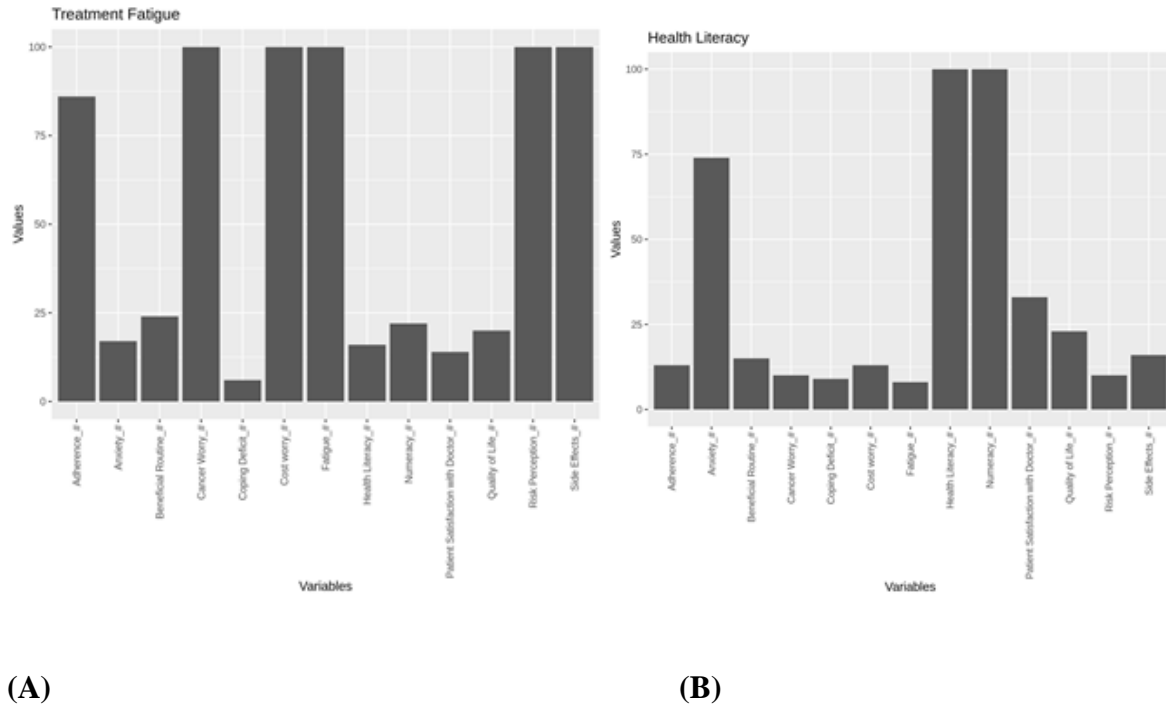 Treatment Fatigue
100
75
50
25
0
Values
Adherence_#
Anxiety_#
Beneficial Routine_#
Cancer Worry_#
Coping Deficit_#
Cost worry_#
Fatigue_#
Health Literacy_#
Numeracy_#
Patient Satisfaction with Doctor_#
Quality of Life_#
Risk Perception_#
Side Effects_#
Variables
(A)
Health Literacy
100
75
50
25
0
Values
Adherence_#
Anxiety_#
Beneficial Routine_#
Cancer Worry_#
Coping Deficit_#
Cost worry_#
Fatigue_#
Health Literacy_#
Numeracy_#
Patient Satisfaction with Doctor_#
Quality of Life_#
Risk Perception_#
Side Effects_#
Variables
(B)